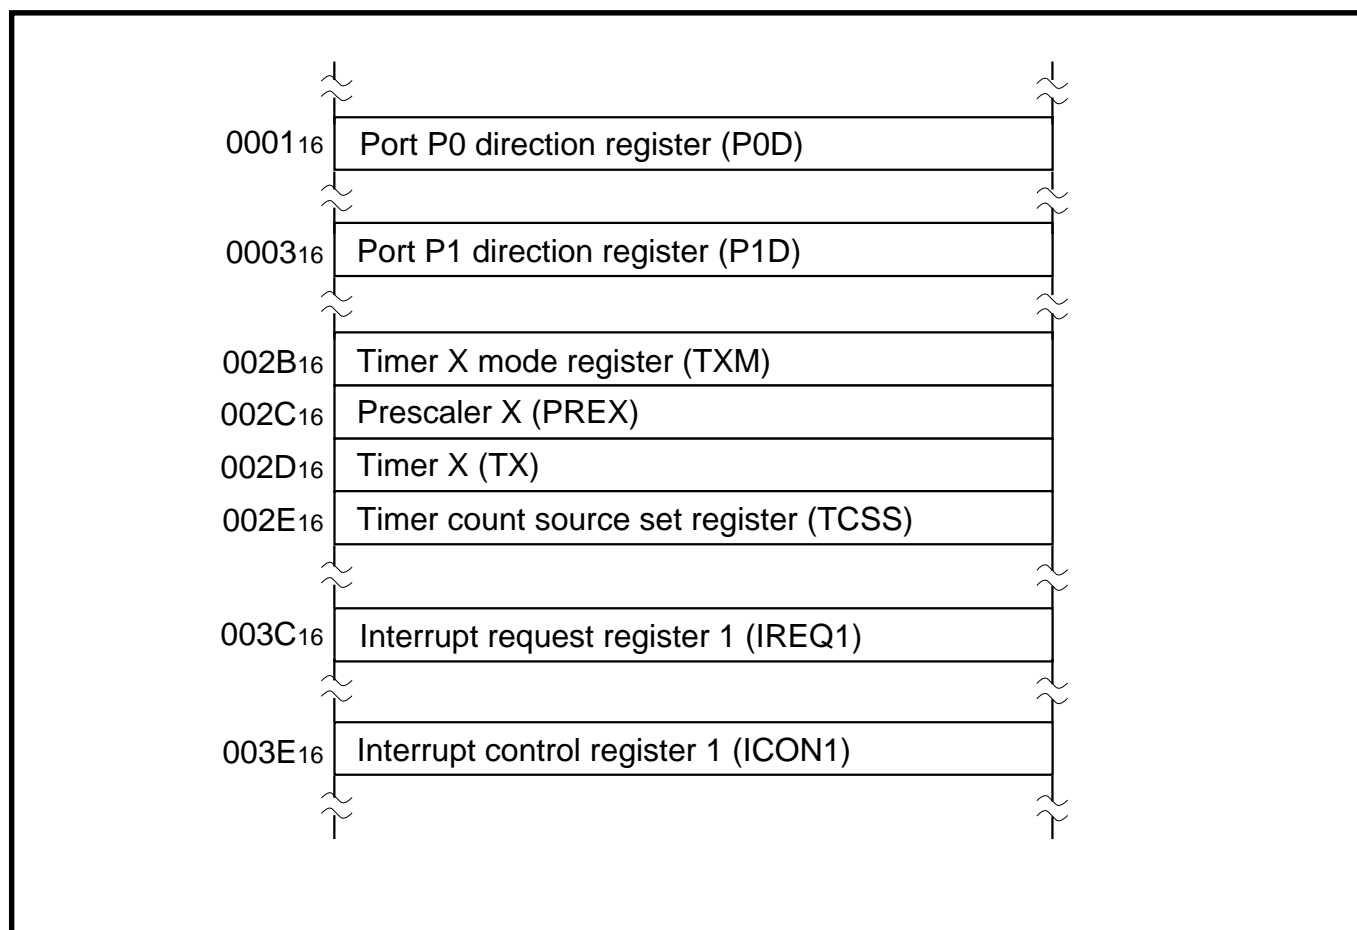 000116 Port P0 direction register (P0D)
000316 Port P1 direction register (P1D)
002B16 Timer X mode register (TXM)
002C16 Prescaler X (PREX)
002D16 Timer X (TX)
002E16 Timer count source set register (TCSS)
003C16 Interrupt request register 1 (IREQ1)
003E16 Interrupt control register 1 (ICON1)